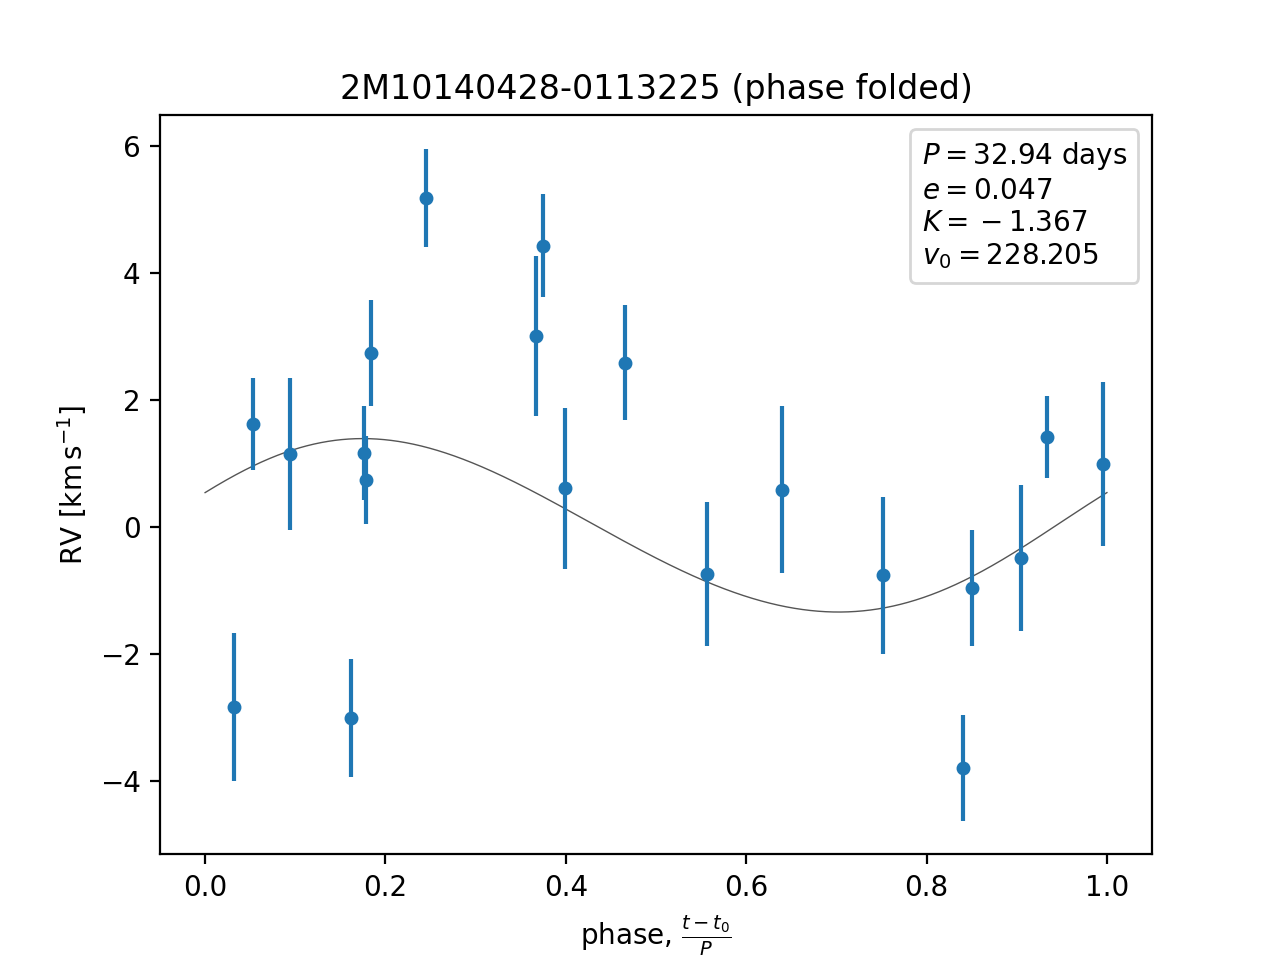 2M10140428-0113225 (phase folded)
P = 32.94 days
e = 0.047
K = −1.367
v₀ = 228.205
6
4
2
0
−2
−4
RV [km s⁻¹]
0.0 0.2 0.4 0.6 0.8 1.0
phase, (t − t₀)/P